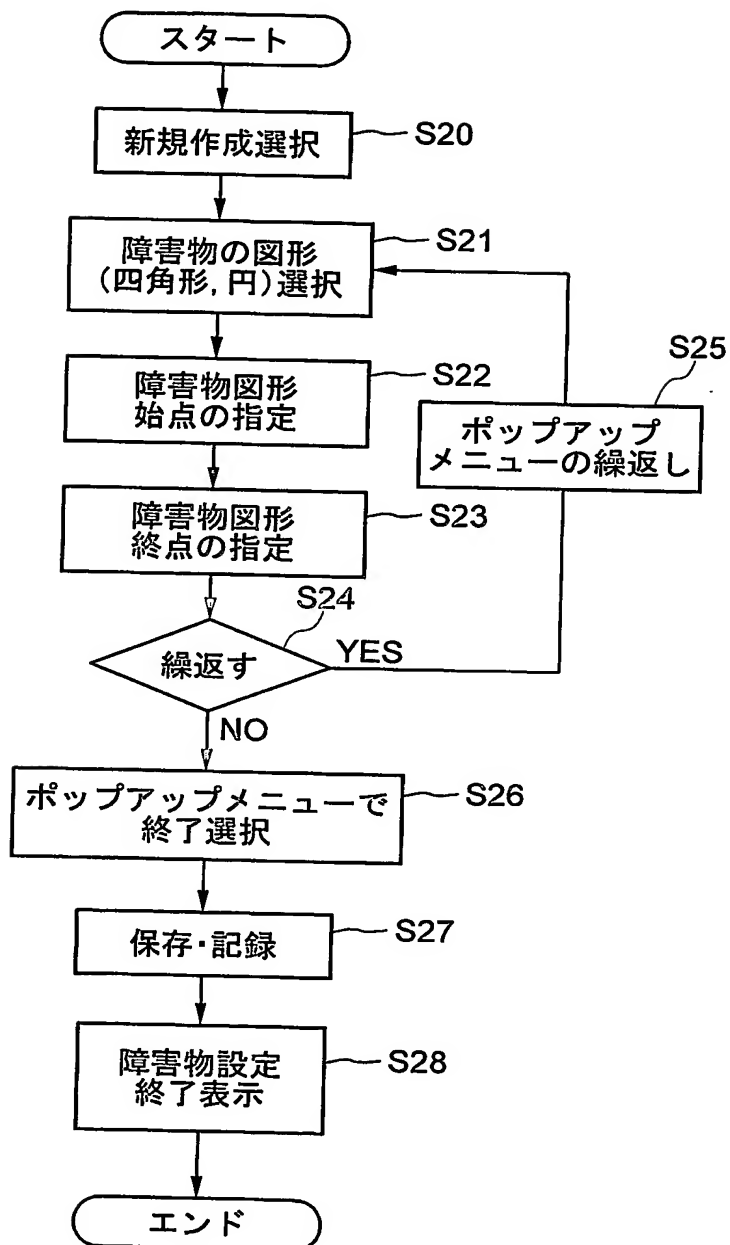 スタート
新規作成選択
S20
障害物の図形
(四角形,円)選択
S21
障害物図形
始点の指定
S22
S25
ポップアップ
メニューの繰返し
障害物図形
終点の指定
S23
S24
繰返す
YES
NO
ポップアップメニューで
終了選択
S26
保存・記録
S27
障害物設定
終了表示
S28
エンド